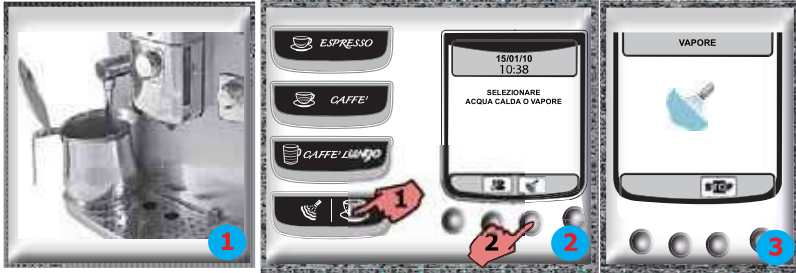 1
ESPRESSO
CAFFE'
CAFFE' LUNGO
1
15/01/10
10:38
SELEZIONARE
ACQUA CALDA O VAPORE
2
2
VAPORE
STOP
3